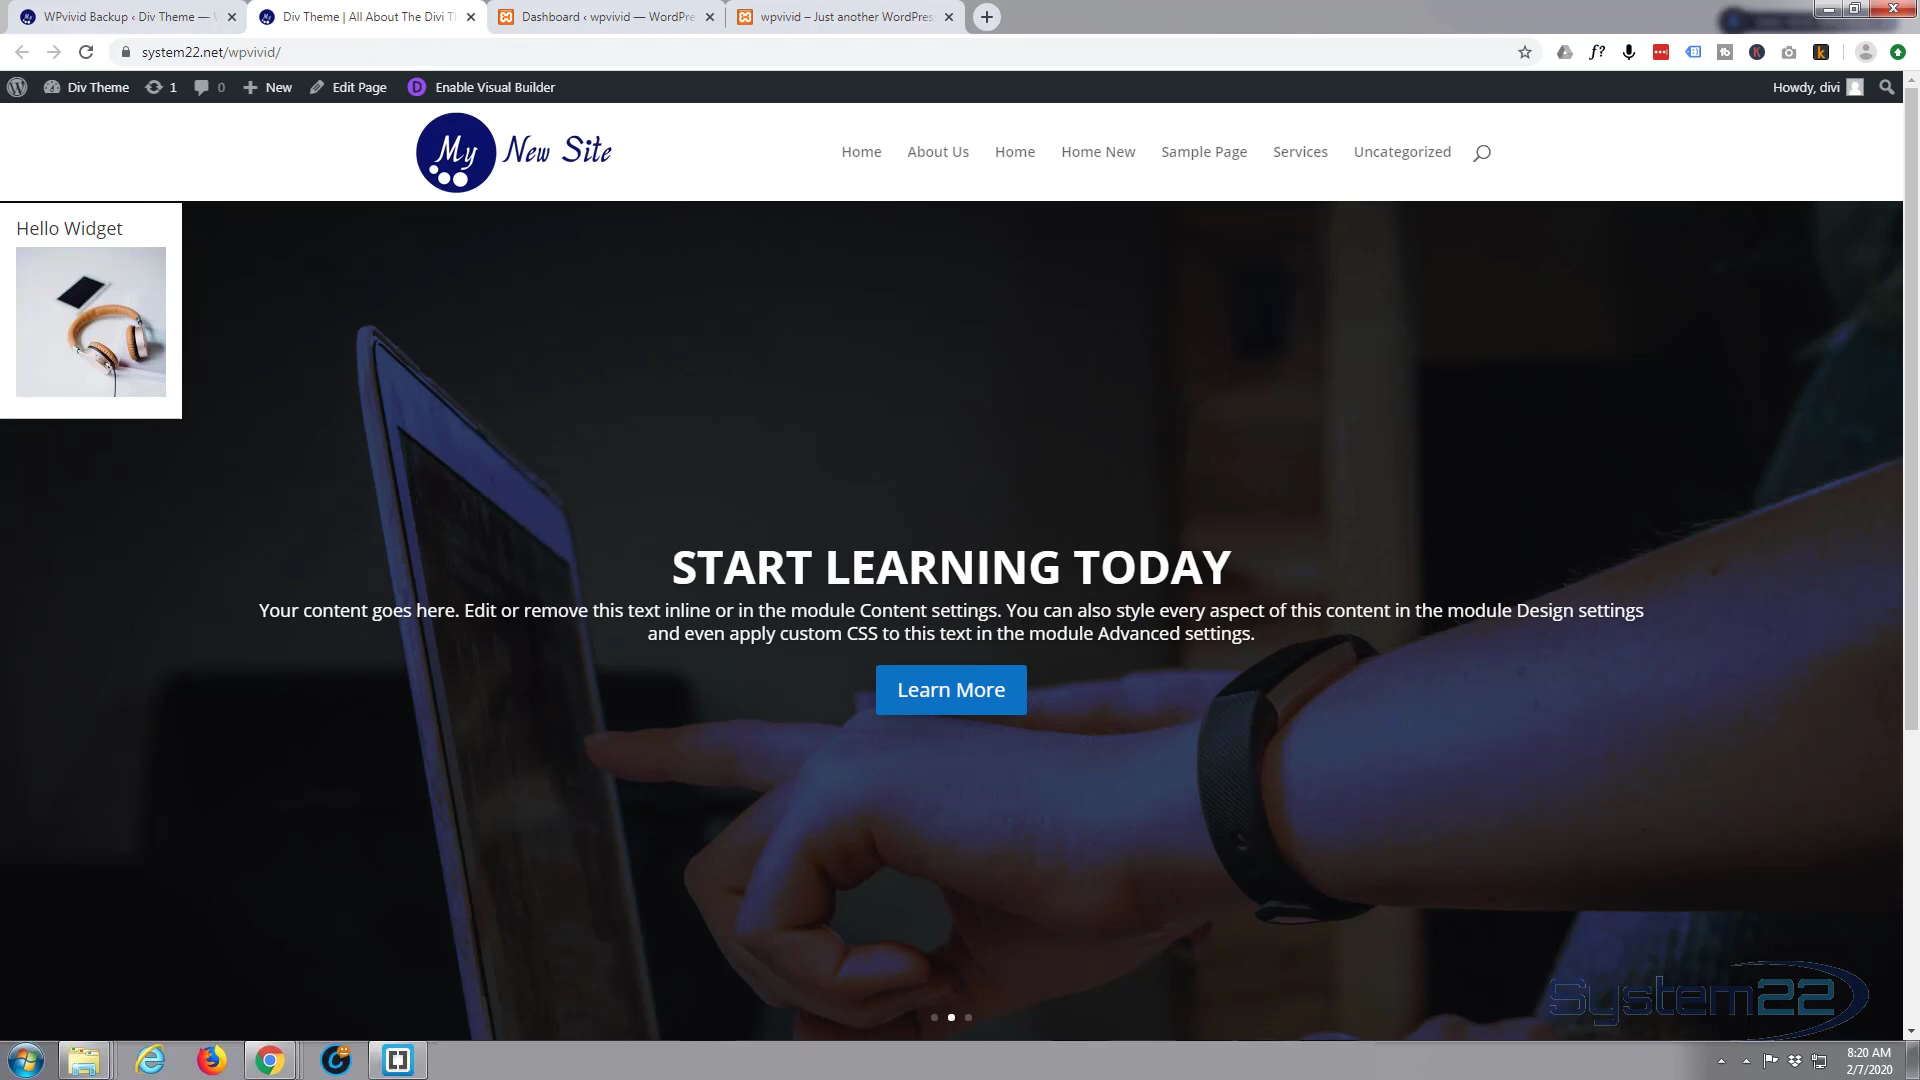 WPvivid Backup ‹ Div Theme —
Div Theme | All About The Divi Th
Dashboard ‹ wpvivid — WordPre
wpvivid – Just another WordPres
system22.net/wpvivid/
Div Theme
1
0
New
Edit Page
Enable Visual Builder
Howdy, divi
My New Site
Home
About Us
Home
Home New
Sample Page
Services
Uncategorized
Hello Widget
START LEARNING TODAY
Your content goes here. Edit or remove this text inline or in the module Content settings. You can also style every aspect of this content in the module Design settings
and even apply custom CSS to this text in the module Advanced settings.
Learn More
System22
8:20 AM
2/7/2020